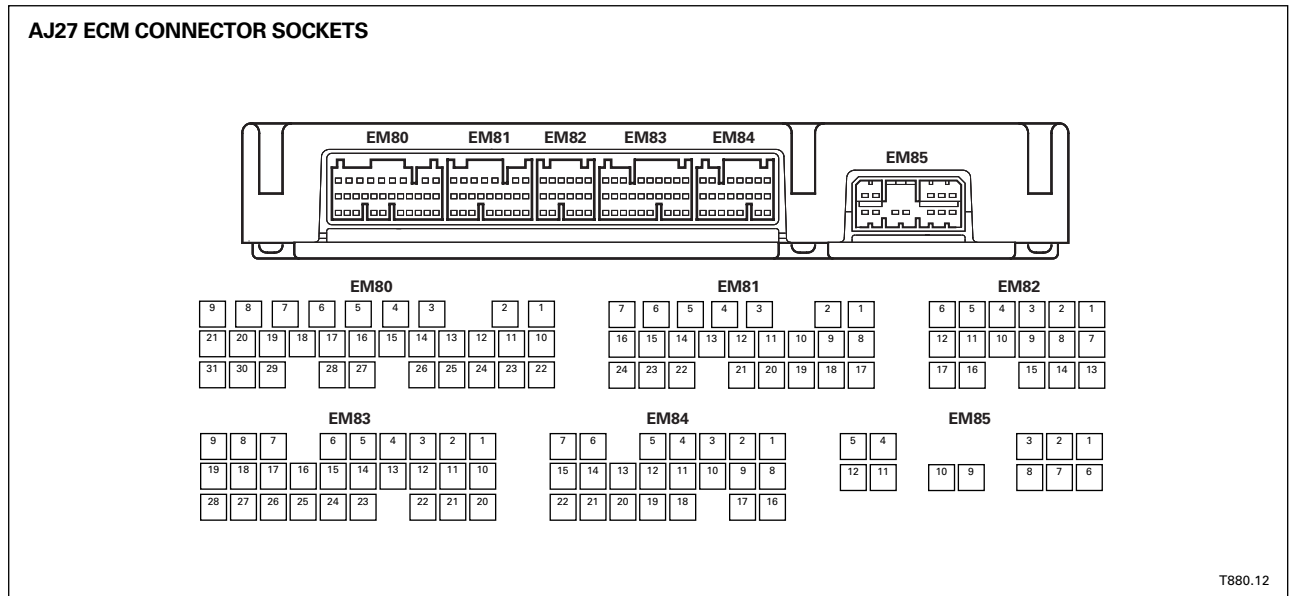 AJ27 ECM CONNECTOR SOCKETS
EM80 EM81 EM82 EM83 EM84
EM85
EM80 EM81 EM82
9 8 7 6 5 4 3 2 1 7 6 5 4 3 2 1 6 5 4 3 2 1
21 20 19 18 17 16 15 14 13 12 11 10 16 15 14 13 12 11 10 9 8 12 11 10 9 8 7
31 30 29 28 27 26 25 24 23 22 24 23 22 21 20 19 18 17 17 16 15 14 13
EM83 EM84 EM85
9 8 7 6 5 4 3 2 1 7 6 5 4 3 2 1 5 4 3 2 1
19 18 17 16 15 14 13 12 11 10 15 14 13 12 11 10 9 8 12 11 10 9 8 7 6
28 27 26 25 24 23 22 21 20 22 21 20 19 18 17 16
T880.12